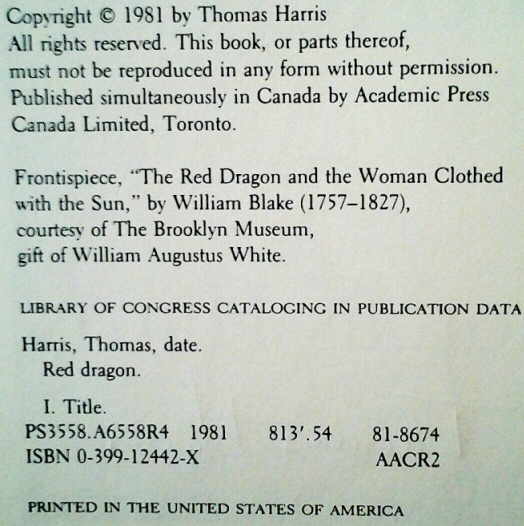 Copyright © 1981 by Thomas Harris
All rights reserved. This book, or parts thereof,
must not be reproduced in any form without permission.
Published simultaneously in Canada by Academic Press
Canada Limited, Toronto.
Frontispiece, “The Red Dragon and the Woman Clothed
with the Sun,” by William Blake (1757–1827),
courtesy of The Brooklyn Museum,
gift of William Augustus White.
LIBRARY OF CONGRESS CATALOGING IN PUBLICATION DATA
Harris, Thomas, date.
Red dragon.
I. Title.
PS3558.A6558R4 1981 813′.54 81-8674
ISBN 0-399-12442-X AACR2
PRINTED IN THE UNITED STATES OF AMERICA